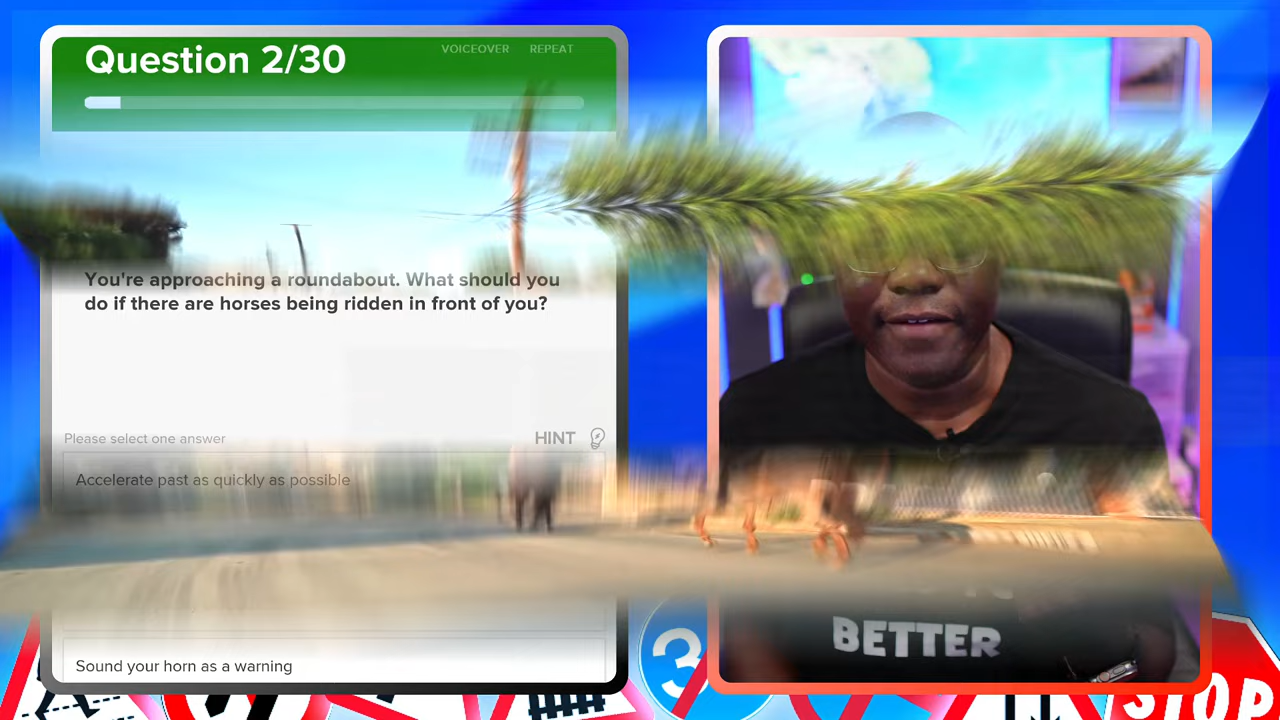 Question 2/30
VOICEOVER
REPEAT
You're approaching a roundabout. What should you
do if there are horses being ridden in front of you?
Please select one answer
HINT
Accelerate past as quickly as possible
Sound your horn as a warning
BETTER
3
STOP